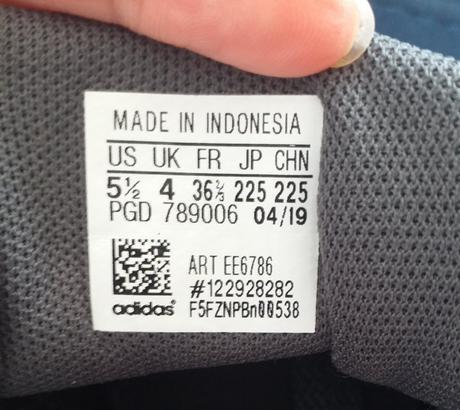 MADE IN INDONESIA
US UK FR JP CHN
5½ 4 36⅔ 225 225
PGD 789006 04/19
ART EE6786
#122928282
adidas® F5FZNPBn00538